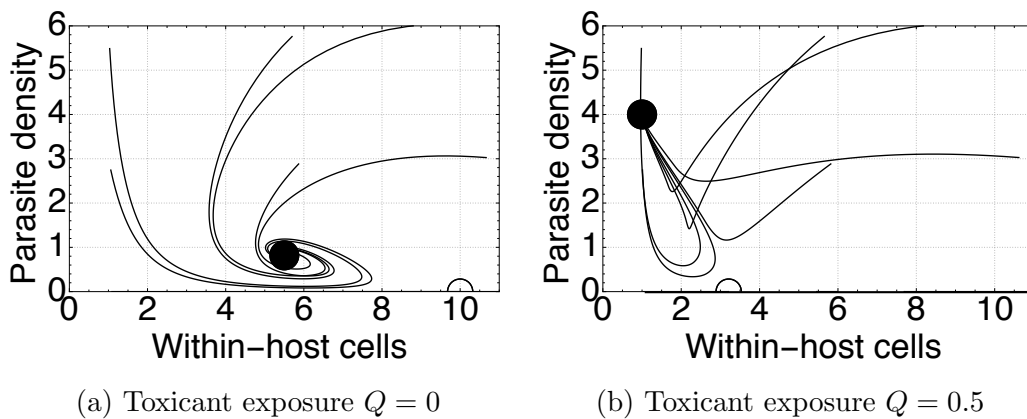 Parasite density
6
5
4
3
2
1
0
0 2 4 6 8 10
Within-host cells
(a) Toxicant exposure Q = 0
Parasite density
6
5
4
3
2
1
0
0 2 4 6 8 10
Within-host cells
(b) Toxicant exposure Q = 0.5